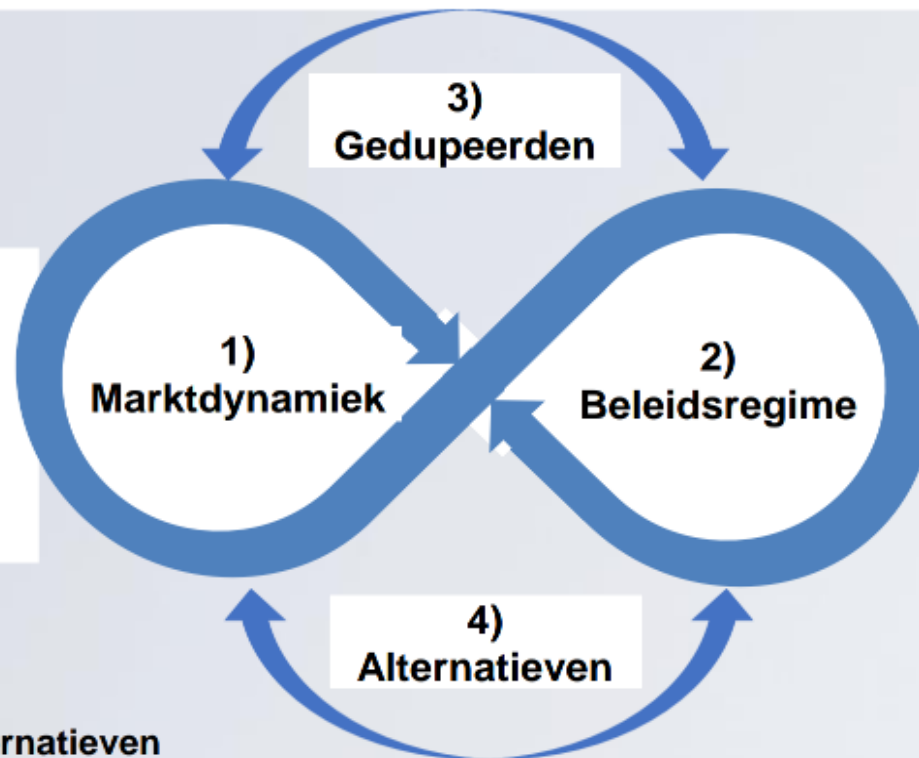 3)
Gedupeerden
1)
Marktdynamiek
2)
Beleidsregime
4)
Alternatieven
rnatieven